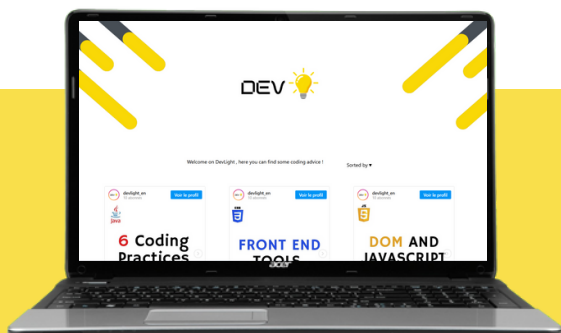 DEV
Welcome on DevLight , here you can find some coding advice !
Sorted by ▾
devlight_en
Voir le profil
Java
6 Coding
Practices
devlight_en
Voir le profil
FRONT END
TOOLS
devlight_en
Voir le profil
DOM AND
JAVASCRIPT
acer